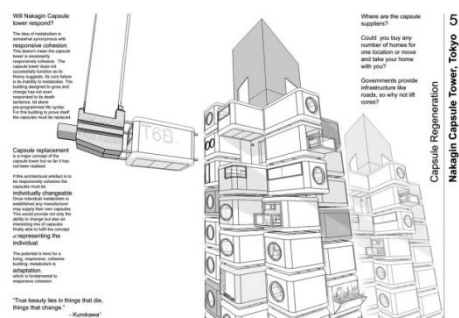 Will Nakagin Capsule
tower respond?
The idea of metabolism is
somewhat synonymous with
responsive cohesion
This doesn't mean the capsule
tower is necessarily
responsively cohesive. The
capsule tower does not
successfully function as its
theory suggests. Its core failure
is its inability to metabolise. The
building designed to grow and
change has not even
responded to its death
sentence, let alone
pre-programmed life cycles.
For this building to prove itself
the capsules must be replaced
Capsule replacement
is a major concept of the
capsule tower but so far it has
not been realised.
If this architectural artefact is to
be responsively cohesive the
capsules must be
individually changeable
Once individual metabolism is
established any manufacturer
may supply their own capsules.
This would provide not only the
ability to change but also an
interesting mix of capsules
finally able to fulfil the concept
of representing the
individual
The potential is here for a
living, responsive, cohesive
building; metabolism is
adaptation
which is fundamental to
responsive cohesion.
"True beauty lies in things that die,
things that change."
- Kurokawa'
T6B.
Where are the capsule
suppliers?
Could you buy any
number of homes for
one location or move
and take your home
with you?
Governments provide
infrastructure like
roads, so why not lift
cores?
Capsule Regeneration
Nakagin Capsule Tower, Tokyo 5